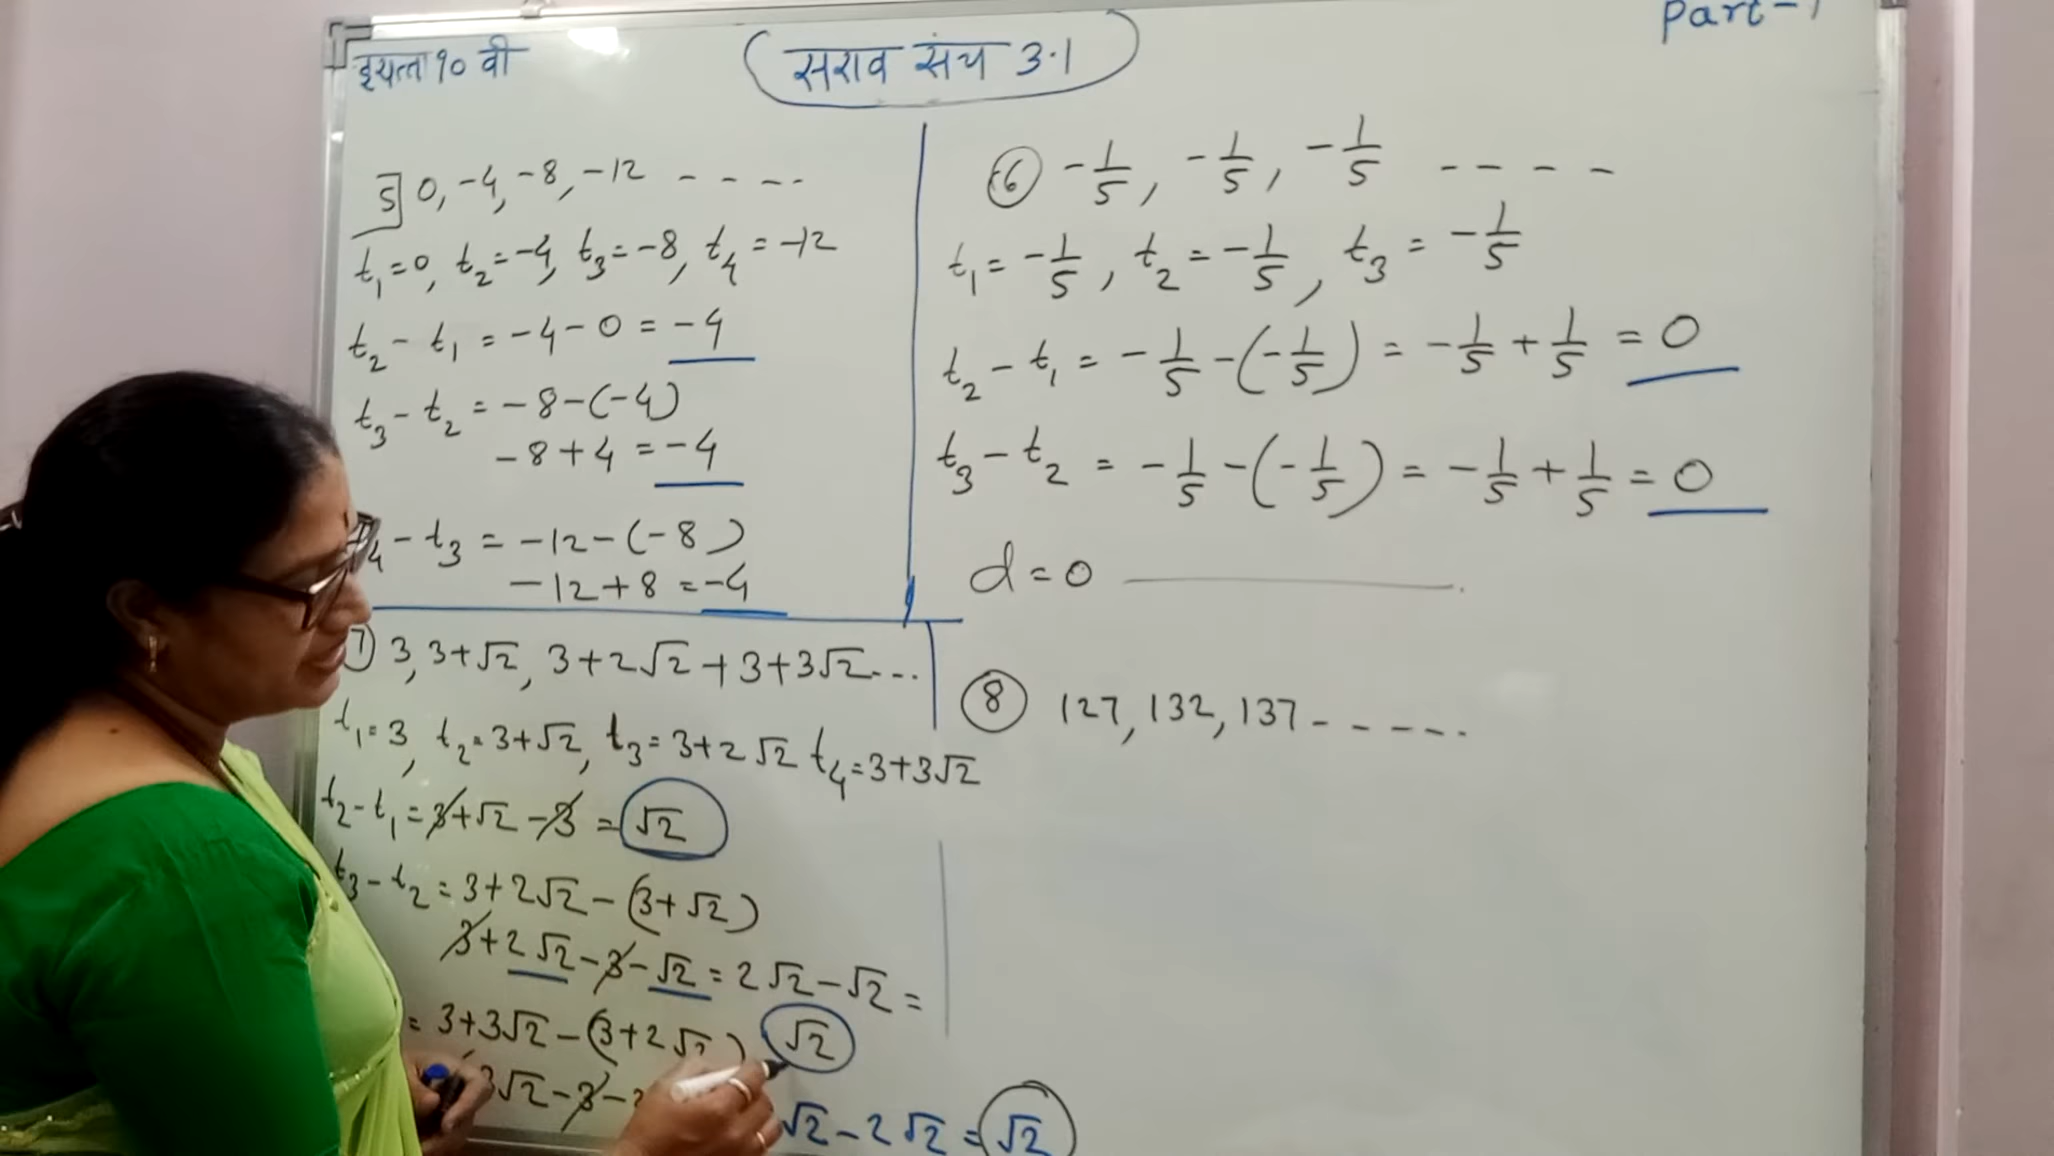 Part-1
इयत्ता १० वी
सराव संच 3.1
5] 0, -4, -8, -12 - - - -
t₁=0, t₂=-4, t₃=-8, t₄=-12
t₂ - t₁ = -4-0 = -4
t₃ - t₂ = -8-(-4)
-8+4 = -4
4 - t₃ = -12-(-8)
-12+8 = -4
⑥ -1/5, -1/5, -1/5 - - - -
t₁=-1/5, t₂=-1/5, t₃=-1/5
t₂ - t₁ = -1/5-(-1/5) = -1/5+1/5 = 0
t₃ - t₂ = -1/5-(-1/5) = -1/5+1/5 = 0
d=0
7) 3, 3+√2, 3+2√2+3+3√2...
t₁=3, t₂=3+√2, t₃=3+2√2 t₄=3+3√2
t₂-t₁=3+√2-3 = √2
t₃-t₂=3+2√2-(3+√2)
3+2√2-3-√2=2√2-√2=
√2
= 3+3√2-(3+2√2)
3√2-3-
√2-2√2=√2
⑧ 127, 132, 137- - - - -